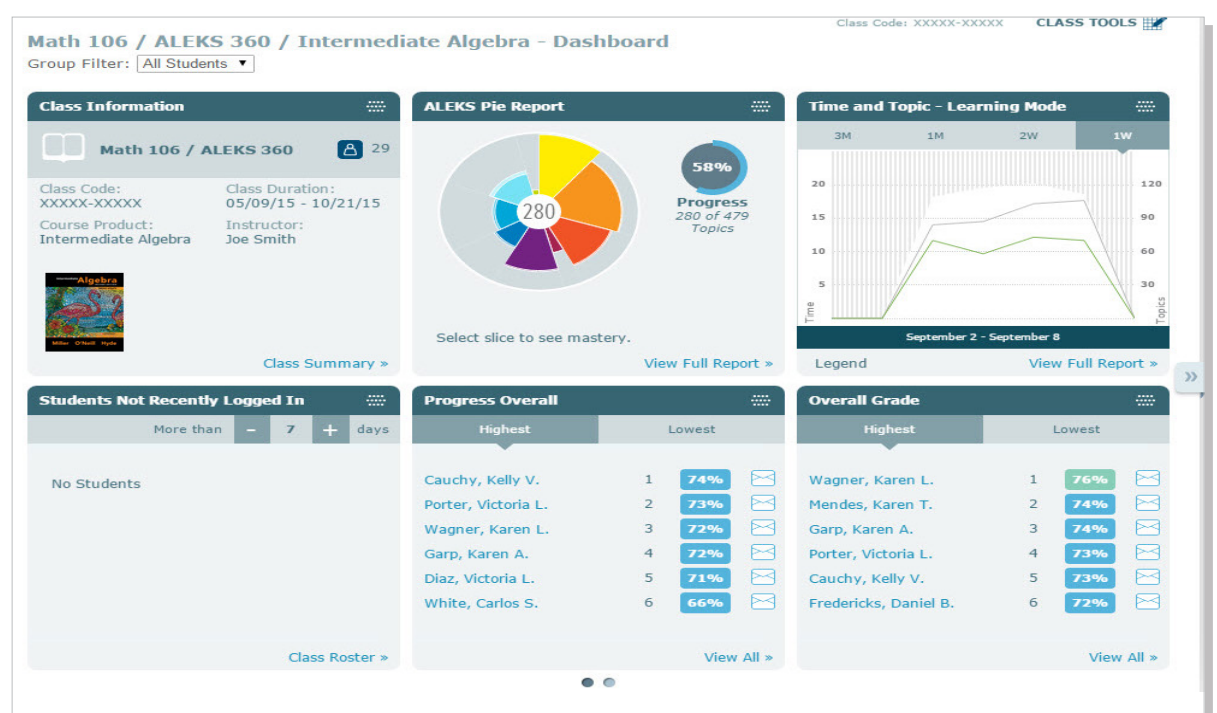 Class Code: XXXXX-XXXXX CLASS TOOLS
Math 106 / ALEKS 360 / Intermediate Algebra - Dashboard
Group Filter: All Students ▼
Class Information
Math 106 / ALEKS 360 29
Class Code: Class Duration:
XXXXX-XXXXX 05/09/15 - 10/21/15
Course Product: Instructor:
Intermediate Algebra Joe Smith
Algebra
Miller O'Neill Hyde
Class Summary »
ALEKS Pie Report
280
58%
Progress
280 of 479
Topics
Select slice to see mastery.
View Full Report »
Time and Topic - Learning Mode
3M 1M 2W 1W
20 120
15 90
10 60
5 30
Time Topics
September 2 - September 8
Legend View Full Report »
Students Not Recently Logged In
More than - 7 + days
No Students
Class Roster »
Progress Overall
Highest Lowest
Cauchy, Kelly V. 1 74%
Porter, Victoria L. 2 73%
Wagner, Karen L. 3 72%
Garp, Karen A. 4 72%
Diaz, Victoria L. 5 71%
White, Carlos S. 6 66%
View All »
Overall Grade
Highest Lowest
Wagner, Karen L. 1 76%
Mendes, Karen T. 2 74%
Garp, Karen A. 3 74%
Porter, Victoria L. 4 73%
Cauchy, Kelly V. 5 73%
Fredericks, Daniel B. 6 72%
View All »
»